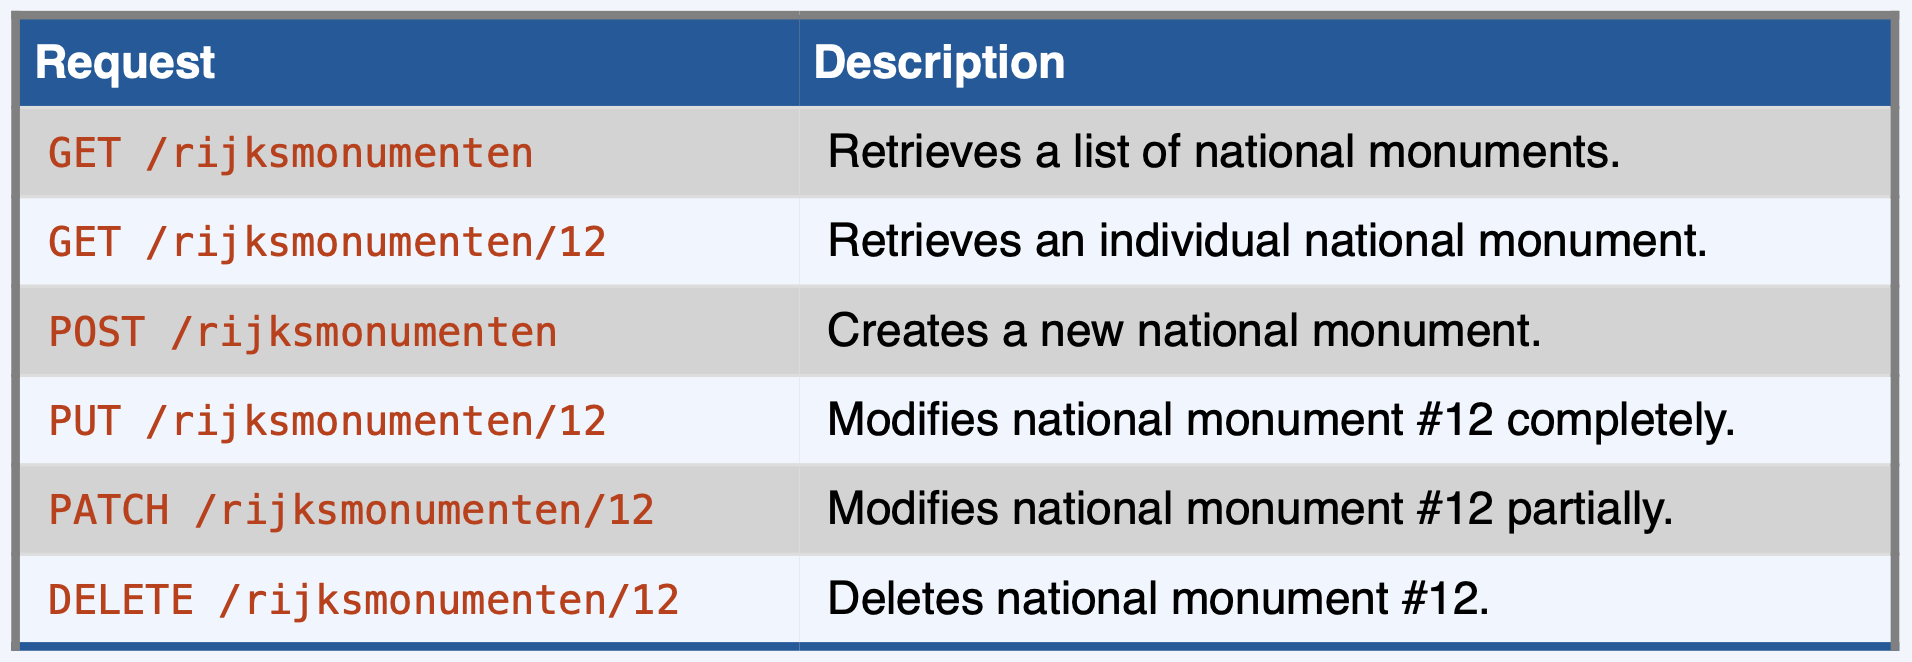 Request Description
GET /rijksmonumenten Retrieves a list of national monuments.
GET /rijksmonumenten/12 Retrieves an individual national monument.
POST /rijksmonumenten Creates a new national monument.
PUT /rijksmonumenten/12 Modifies national monument #12 completely.
PATCH /rijksmonumenten/12 Modifies national monument #12 partially.
DELETE /rijksmonumenten/12 Deletes national monument #12.